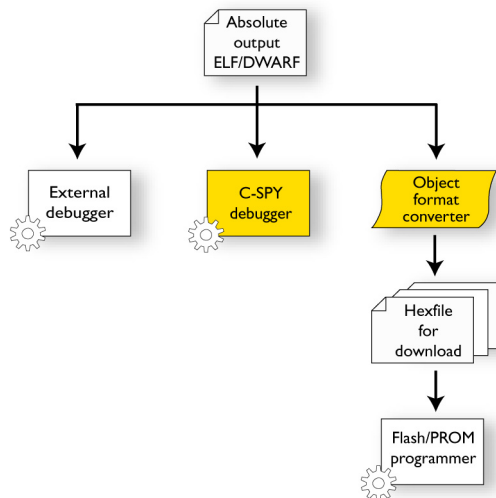 Absolute
output
ELF/DWARF
External
debugger
C-SPY
debugger
Object
format
converter
Hexfile
for
download
Flash/PROM
programmer